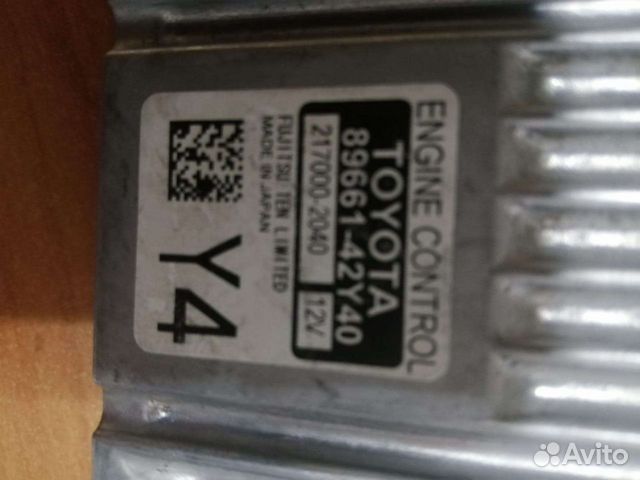 ENGINE CONTROL
TOYOTA
89661-42Y40
217000-2040 12V
FUJITSU TEN LIMITED
MADE IN JAPAN
Y4
Avito